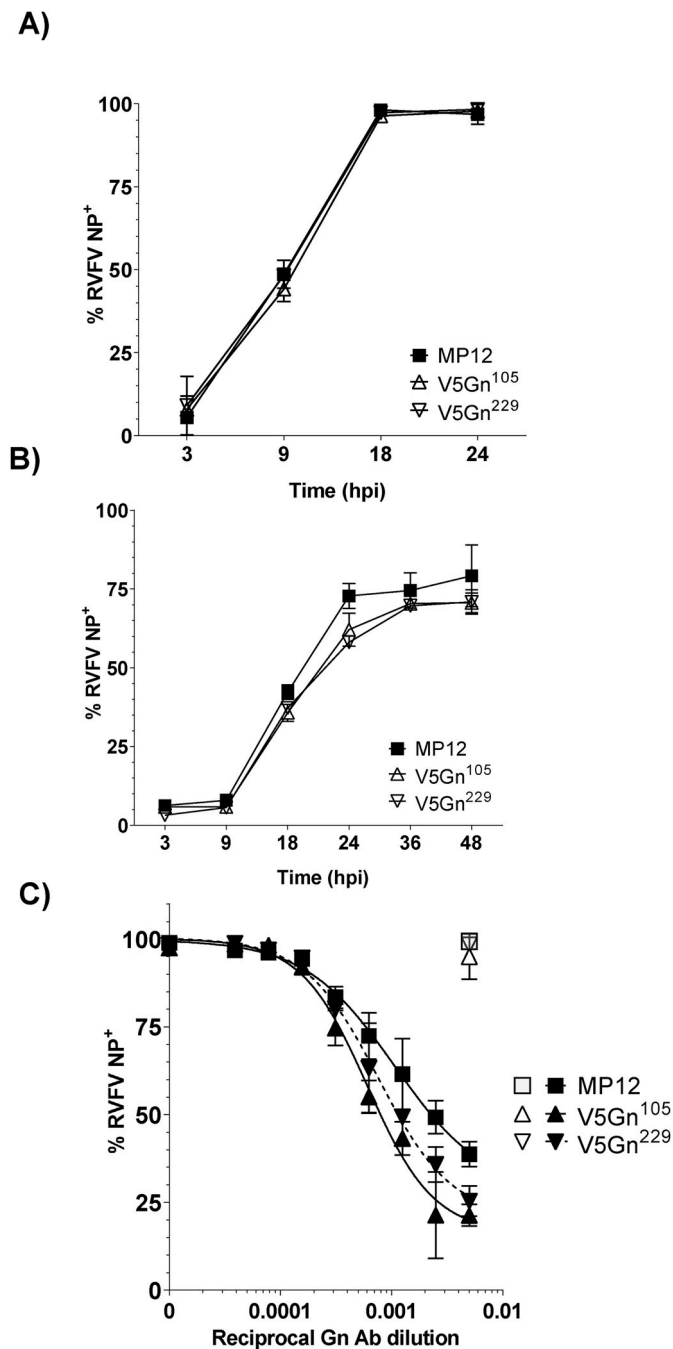 A)
100
75
50
25
0
% RVFV NP+
MP12
V5Gn105
V5Gn229
3 9 18 24
Time (hpi)
B)
100
75
50
25
0
% RVFV NP+
MP12
V5Gn105
V5Gn229
3 9 18 24 36 48
Time (hpi)
C)
100
75
50
25
0
% RVFV NP+
MP12
V5Gn105
V5Gn229
0 0.0001 0.001 0.01
Reciprocal Gn Ab dilution